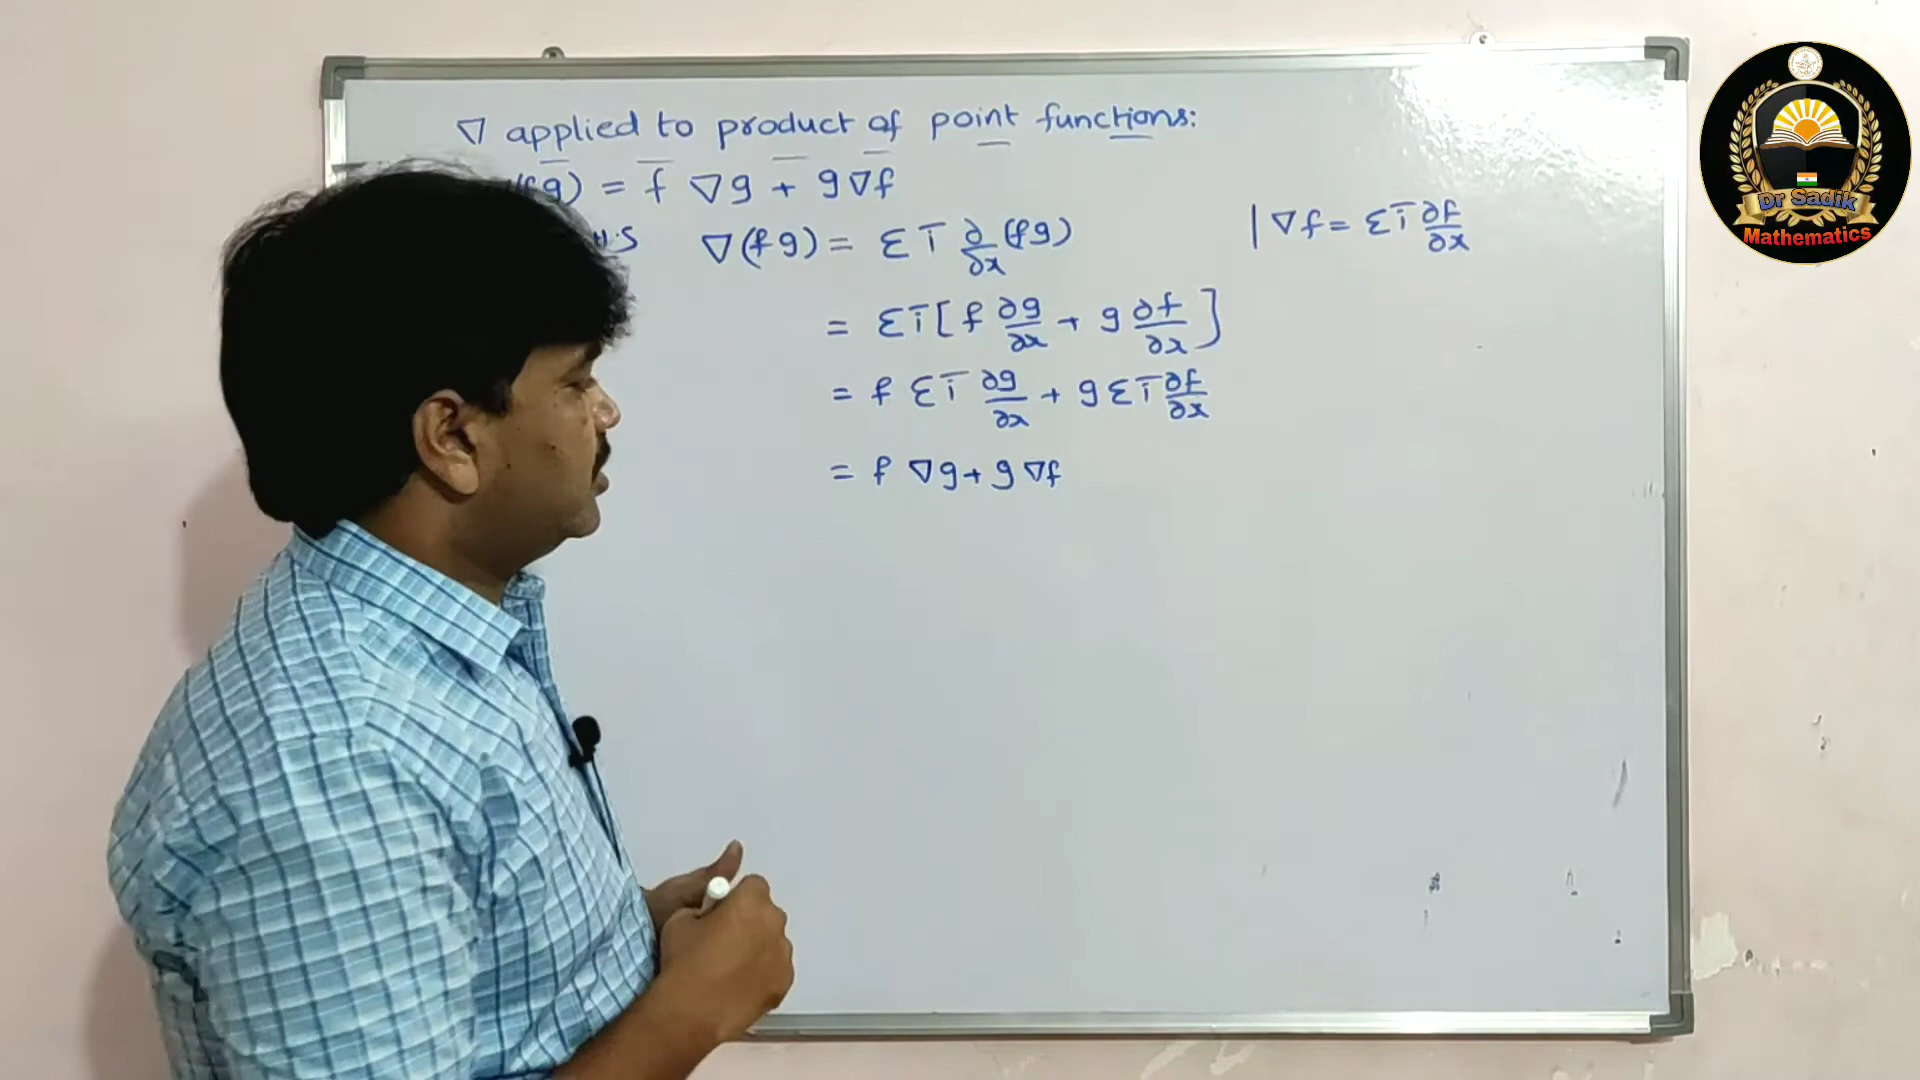 ∇ applied to product of point functions:
(fg) = f ∇g + g∇f
H.S ∇(fg) = Σ i ∂/∂x (fg) | ∇f = Σ i ∂f/∂x
= Σ i [f ∂g/∂x + g ∂f/∂x]
= f Σ i ∂g/∂x + g Σ i ∂f/∂x
= f ∇g + g ∇f
Dr Sadik
Mathematics